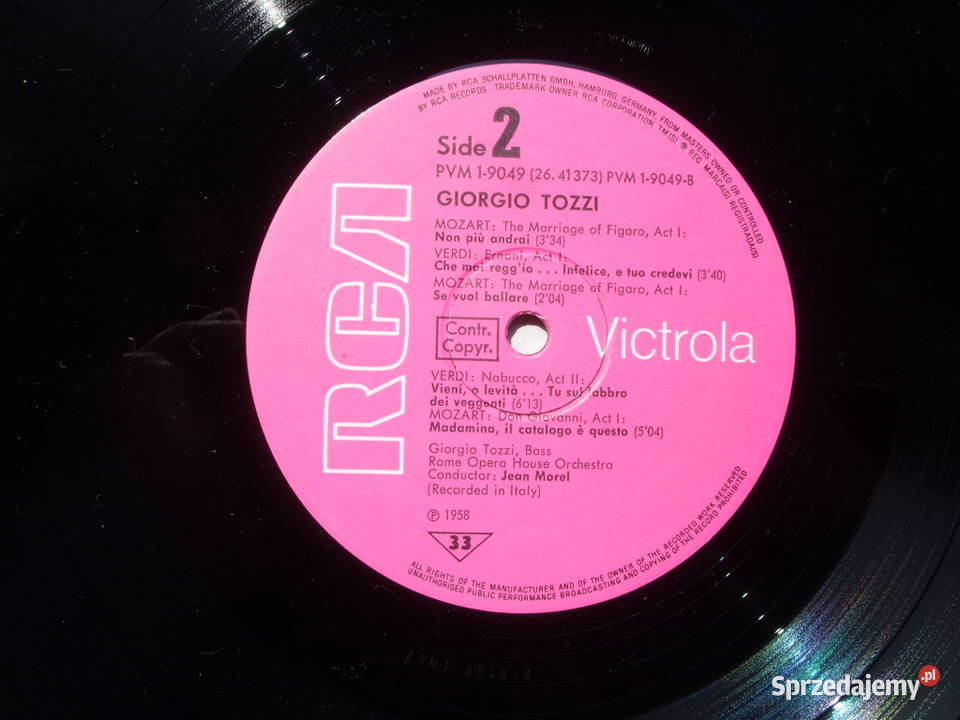 MADE BY RCA SCHALLPLATTEN GMBH, HAMBURG, GERMANY, FROM MASTERS OWNED OR CONTROLLED
BY RCA RECORDS · TRADEMARK OWNER RCA CORPORATION TM(S) ® REG. MARCA(S) REGISTRADA(S)
Side 2
PVM 1-9049 (26.41373) PVM 1-9049-B
GIORGIO TOZZI
MOZART: The Marriage of Figaro, Act I:
Non più andrai (3'34)
VERDI: Ernani, Act I:
Che mai regg'io . . . Infelice, e tuo credevi (3'40)
MOZART: The Marriage of Figaro, Act I:
Se vuol ballare (2'04)
RCA
Contr.
Copyr.
Victrola
VERDI: Nabucco, Act II:
Vieni, o levità . . . Tu sul labbro
dei veggenti (6'13)
MOZART: Don Giovanni, Act I:
Madamina, il catalogo è questo (5'04)
Giorgio Tozzi, Bass
Rome Opera House Orchestra
Conductor: Jean Morel
(Recorded in Italy)
℗ 1958
33
ALL RIGHTS OF THE MANUFACTURER AND OF THE OWNER OF THE RECORDED WORK RESERVED
UNAUTHORISED PUBLIC PERFORMANCE BROADCASTING AND COPYING OF THE RECORD PROHIBITED
PVM1-9049-B
Sprzedajemy.pl